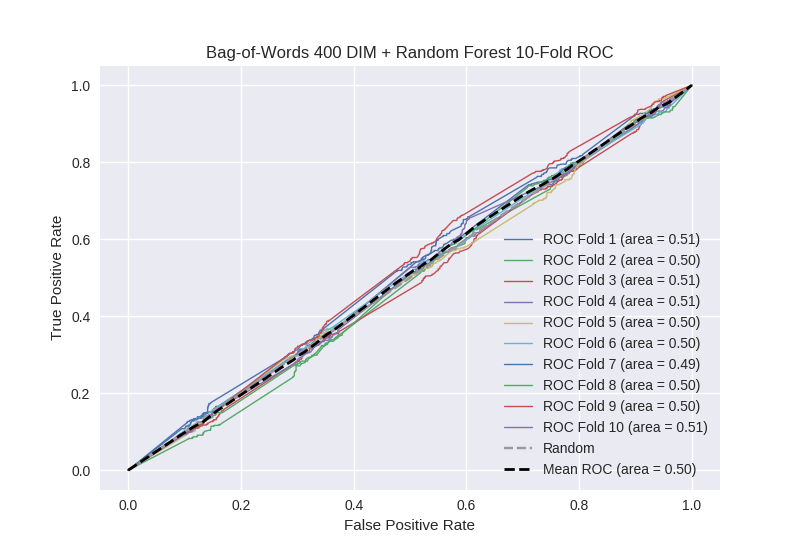 Bag-of-Words 400 DIM + Random Forest 10-Fold ROC
1.0
0.8
0.6
0.4
0.2
0.0
True Positive Rate
ROC Fold 1 (area = 0.51)
ROC Fold 2 (area = 0.50)
ROC Fold 3 (area = 0.51)
ROC Fold 4 (area = 0.51)
ROC Fold 5 (area = 0.50)
ROC Fold 6 (area = 0.50)
ROC Fold 7 (area = 0.49)
ROC Fold 8 (area = 0.50)
ROC Fold 9 (area = 0.50)
ROC Fold 10 (area = 0.51)
Random
Mean ROC (area = 0.50)
0.0 0.2 0.4 0.6 0.8 1.0
False Positive Rate